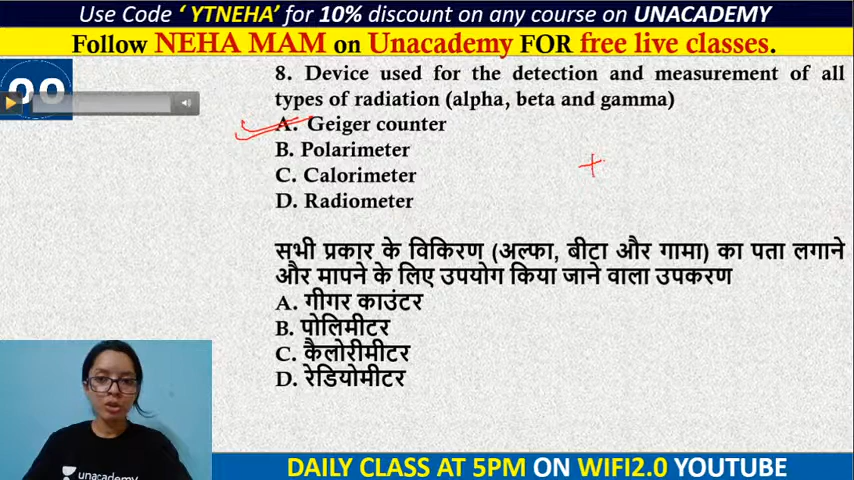 Use Code ‘ YTNEHA’ for 10% discount on any course on UNACADEMY
Follow NEHA MAM on Unacademy FOR free live classes.
00
8. Device used for the detection and measurement of all
types of radiation (alpha, beta and gamma)
A. Geiger counter
B. Polarimeter
C. Calorimeter
D. Radiometer
सभी प्रकार के विकिरण (अल्फा, बीटा और गामा) का पता लगाने
और मापने के लिए उपयोग किया जाने वाला उपकरण
A. गीगर काउंटर
B. पोलिमीटर
C. कैलोरीमीटर
D. रेडियोमीटर
unacademy
DAILY CLASS AT 5PM ON WIFI2.0 YOUTUBE